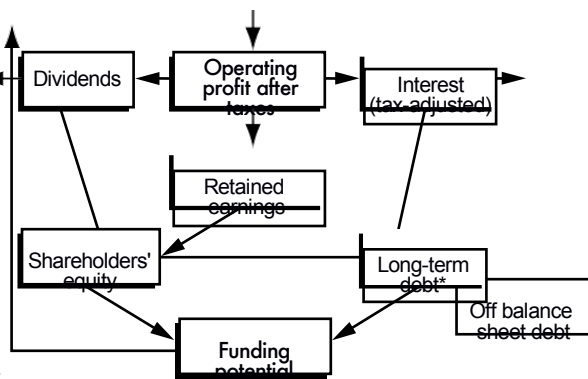 Dividends
Operating
profit after
taxes
Interest
(tax-adjusted)
Retained
earnings
Shareholders'
equity
Long-term
debt*
Off balance
sheet debt
Funding
potential